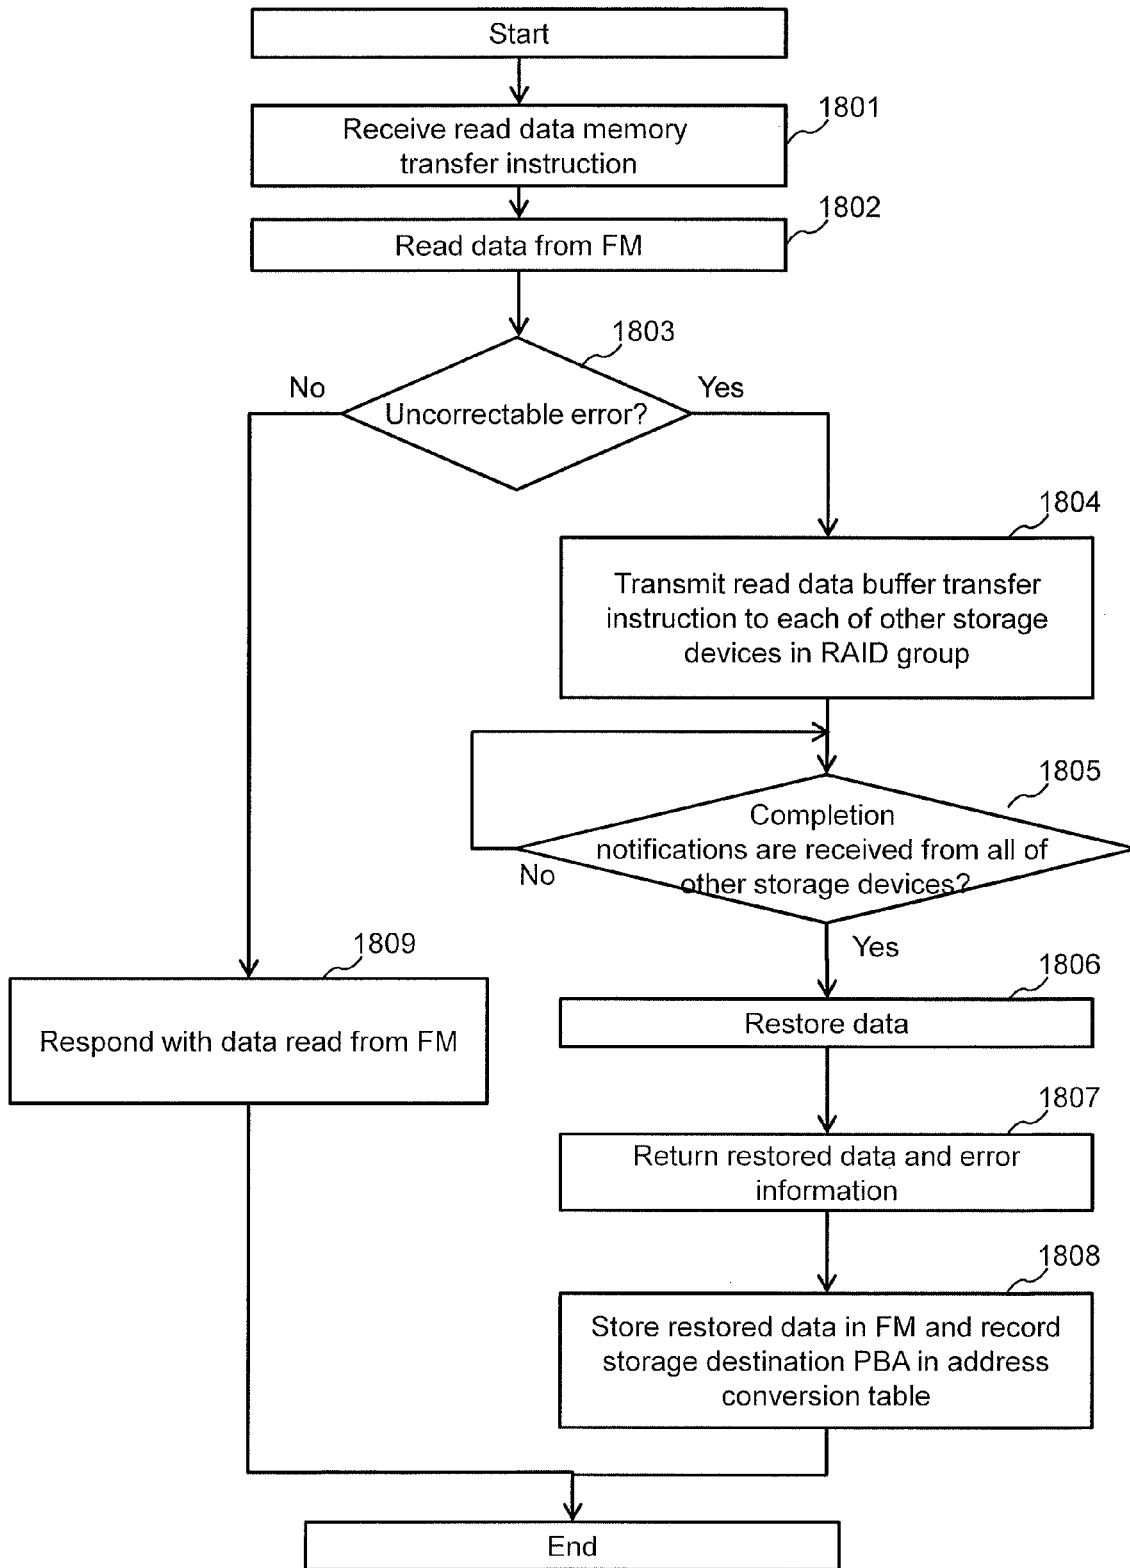 Start
1801
Receive read data memory
transfer instruction
1802
Read data from FM
1803
No
Yes
Uncorrectable error?
1804
Transmit read data buffer transfer
instruction to each of other storage
devices in RAID group
1805
Completion
notifications are received from all of
other storage devices?
No
Yes
1809
Respond with data read from FM
1806
Restore data
1807
Return restored data and error
information
1808
Store restored data in FM and record
storage destination PBA in address
conversion table
End